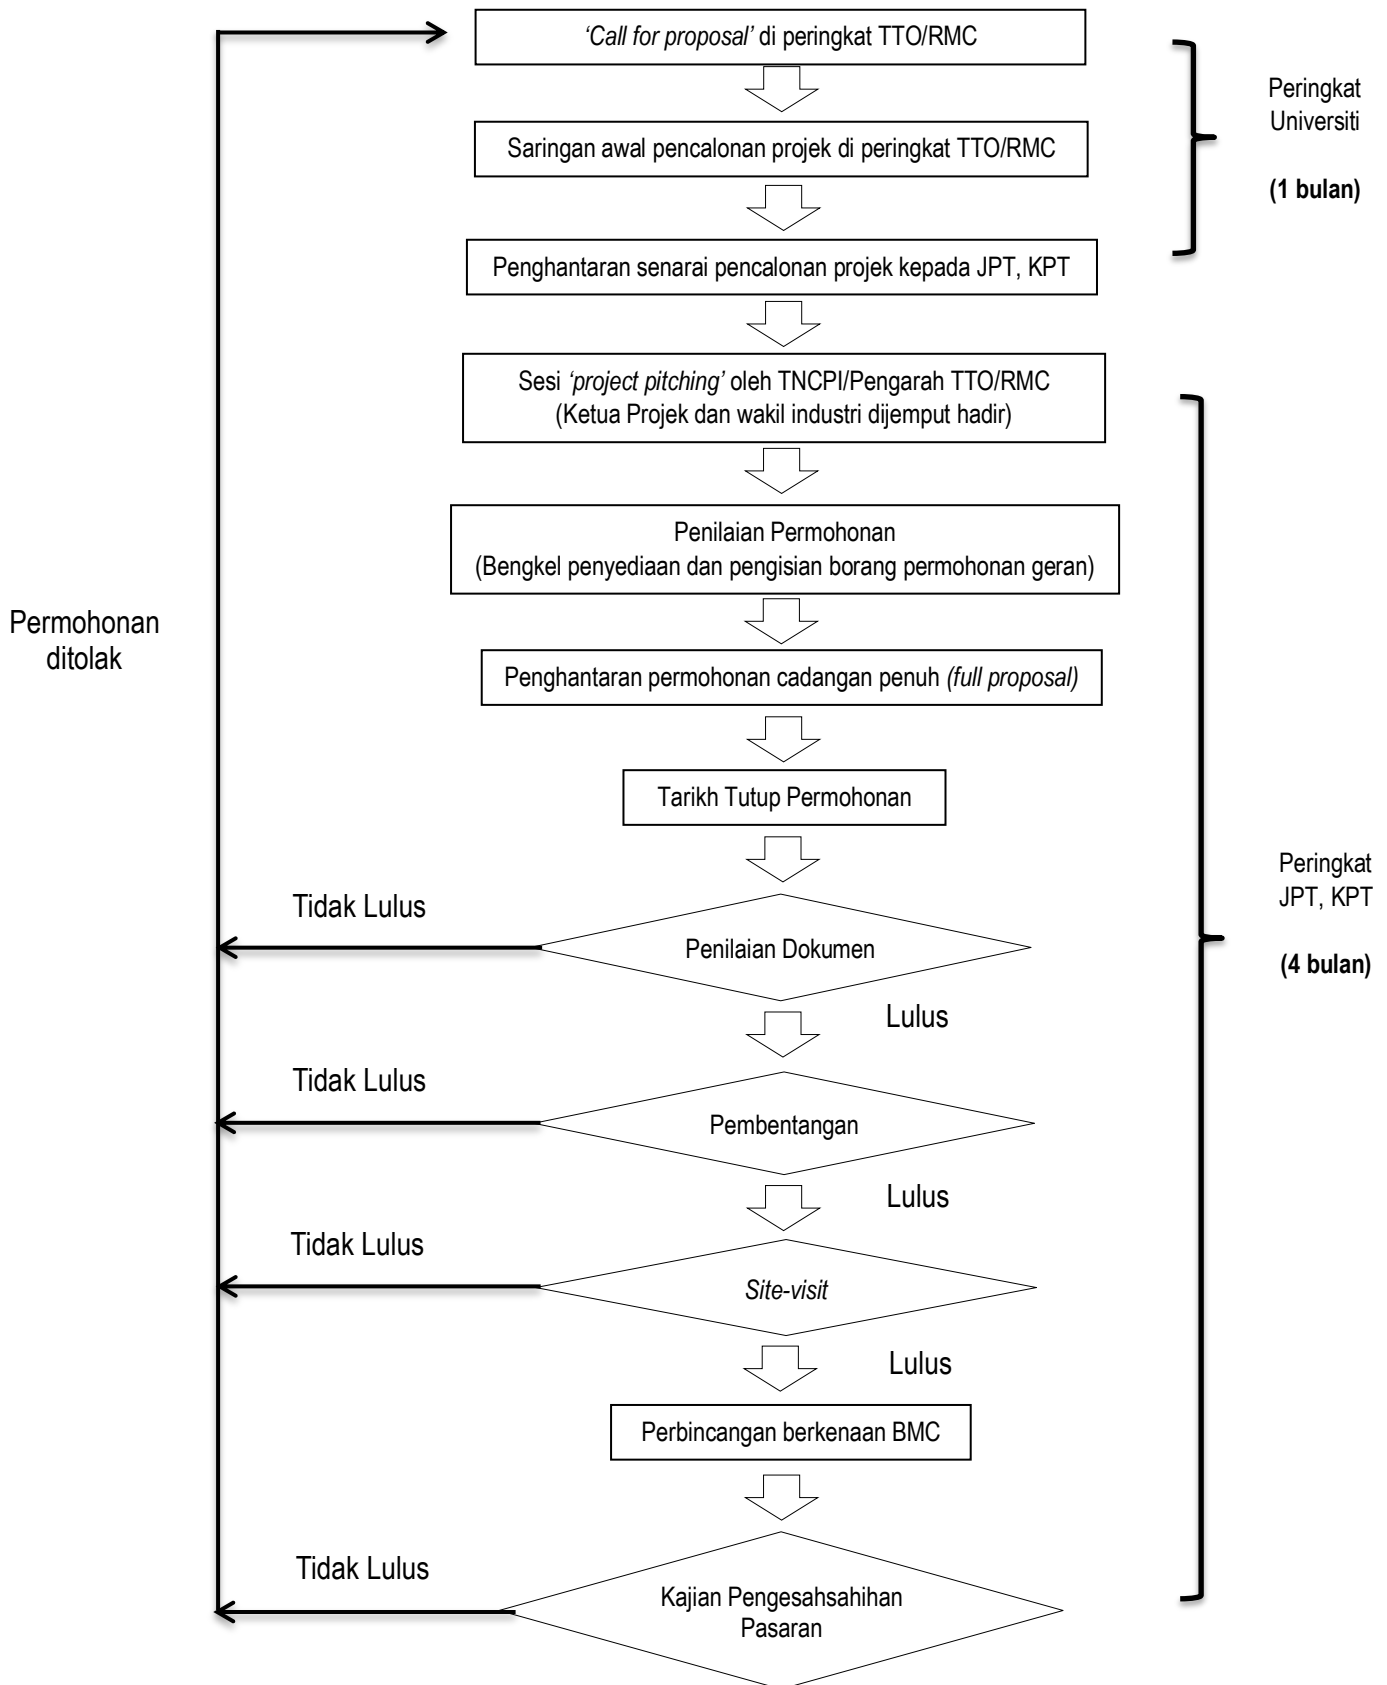 ‘Call for proposal’ di peringkat TTO/RMC
Peringkat
Universiti
(1 bulan)
Saringan awal pencalonan projek di peringkat TTO/RMC
Penghantaran senarai pencalonan projek kepada JPT, KPT
Sesi ‘project pitching’ oleh TNCPI/Pengarah TTO/RMC
(Ketua Projek dan wakil industri dijemput hadir)
Penilaian Permohonan
(Bengkel penyediaan dan pengisian borang permohonan geran)
Permohonan
ditolak
Penghantaran permohonan cadangan penuh (full proposal)
Tarikh Tutup Permohonan
Peringkat
JPT, KPT
(4 bulan)
Tidak Lulus
Penilaian Dokumen
Lulus
Tidak Lulus
Pembentangan
Lulus
Tidak Lulus
Site-visit
Lulus
Perbincangan berkenaan BMC
Tidak Lulus
Kajian Pengesahsahihan
Pasaran